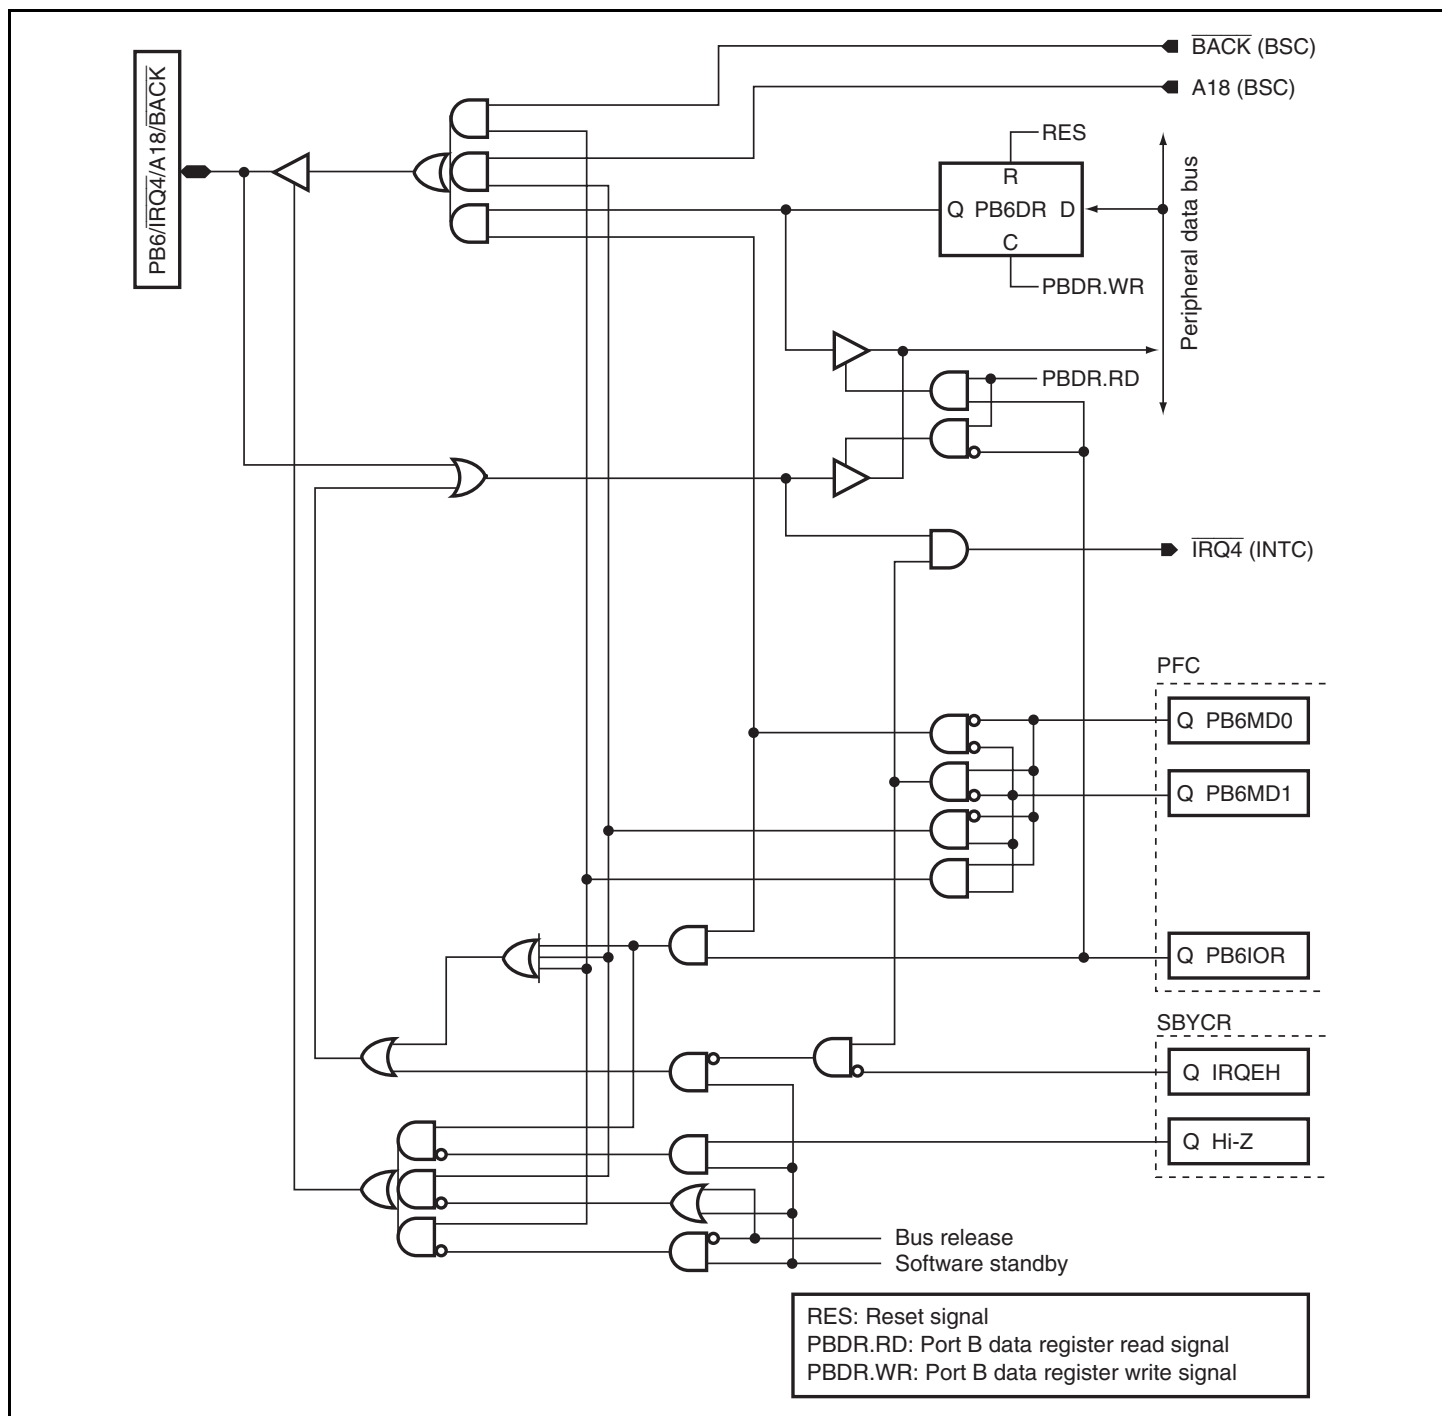 PB6/IRQ4/A18/BACK
BACK (BSC)
A18 (BSC)
RES
R
Q PB6DR D
C
PBDR.WR
Peripheral data bus
PBDR.RD
IRQ4 (INTC)
PFC
Q PB6MD0
Q PB6MD1
Q PB6IOR
SBYCR
Q IRQEH
Q Hi-Z
Bus release
Software standby
RES: Reset signal
PBDR.RD: Port B data register read signal
PBDR.WR: Port B data register write signal